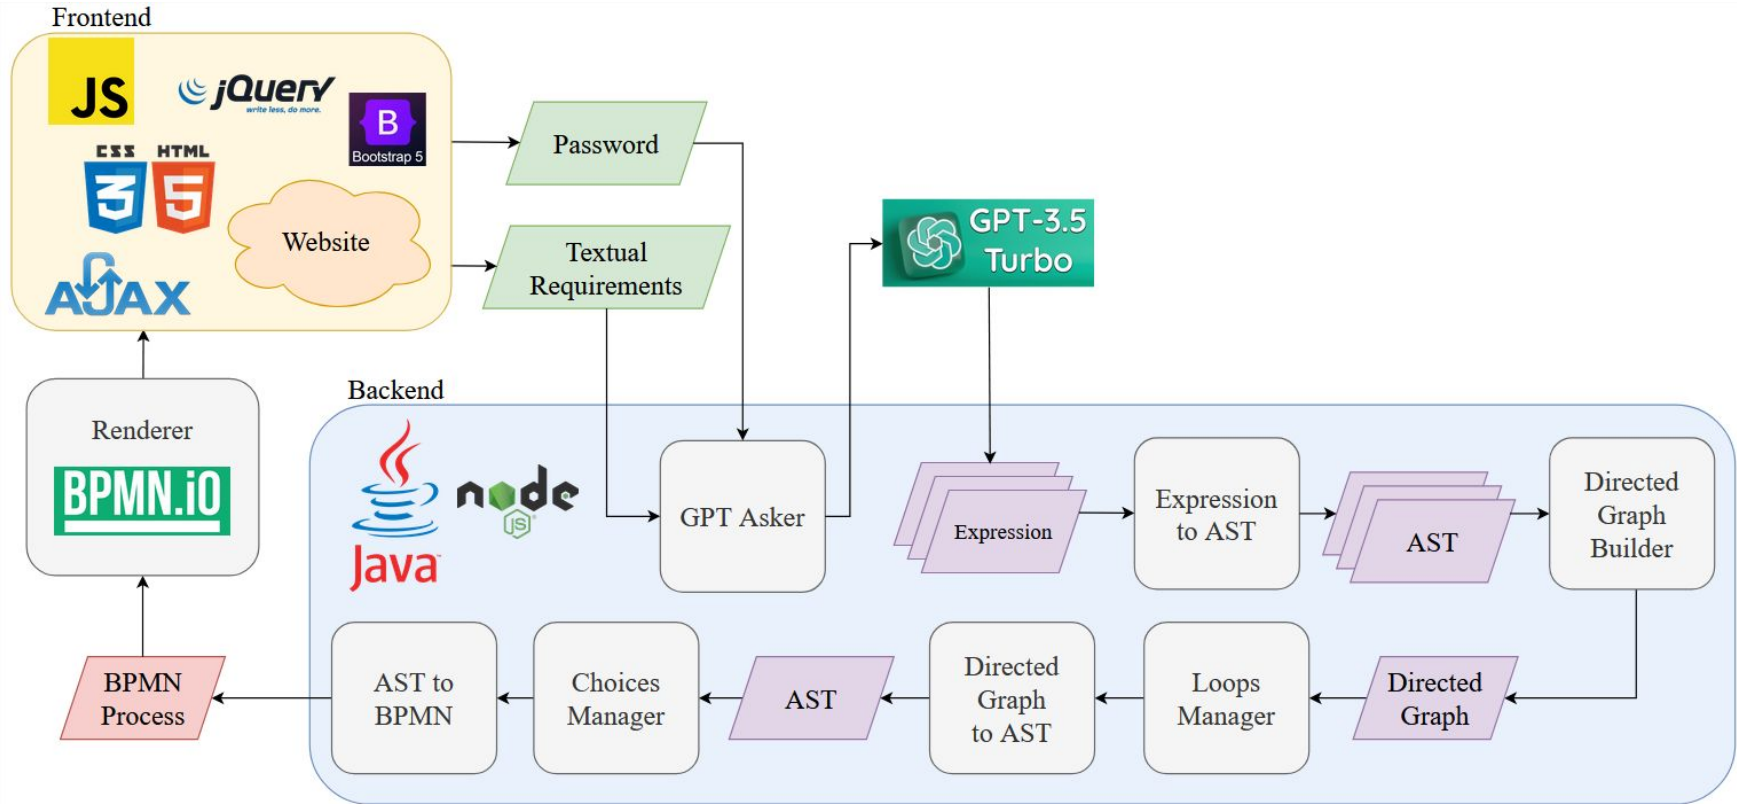 Frontend
JS
jQuery
write less, do more.
B
Bootstrap 5
CSS
3
HTML
5
Website
AJAX
Password
Textual
Requirements
GPT-3.5
Turbo
Renderer
BPMN.iO
Backend
Java
node
JS
GPT Asker
Expression
Expression
to AST
AST
Directed
Graph
Builder
BPMN
Process
AST to
BPMN
Choices
Manager
AST
Directed
Graph
to AST
Loops
Manager
Directed
Graph